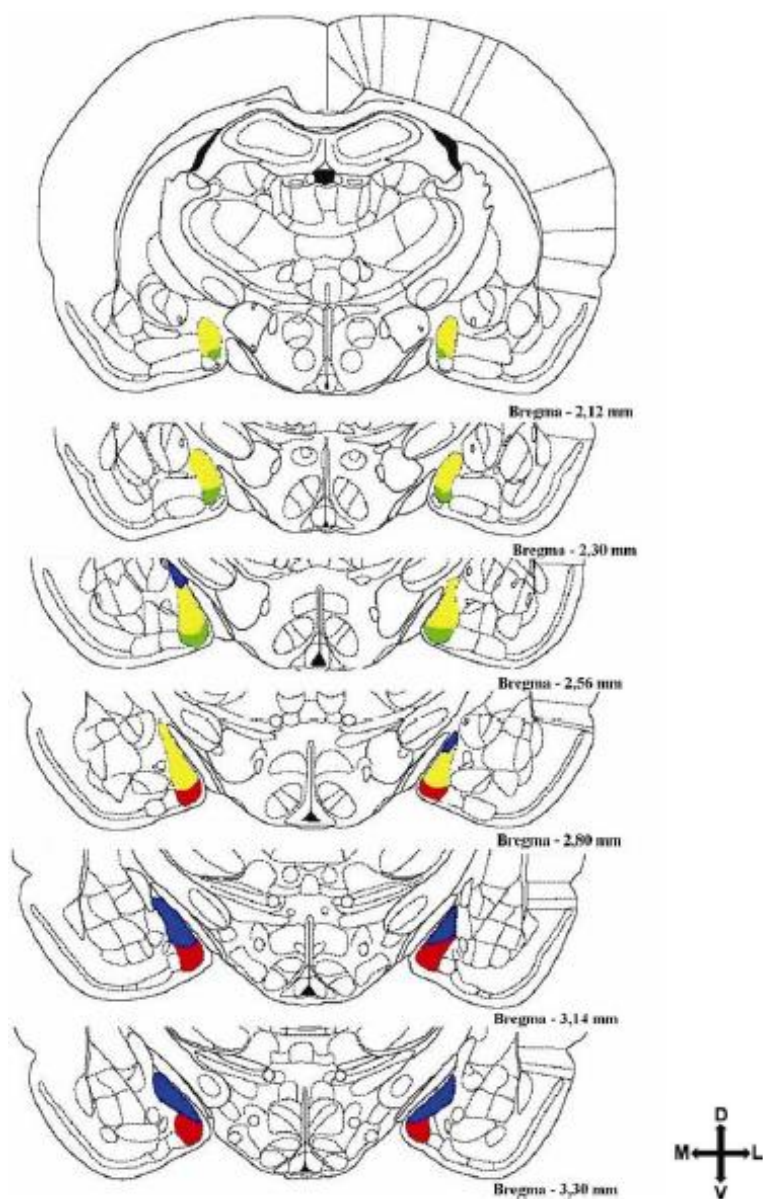 Bregma - 2,12 mm
Bregma - 2,30 mm
Bregma - 2,56 mm
Bregma - 2,80 mm
Bregma - 3,14 mm
Bregma - 3,30 mm
D
M L
V